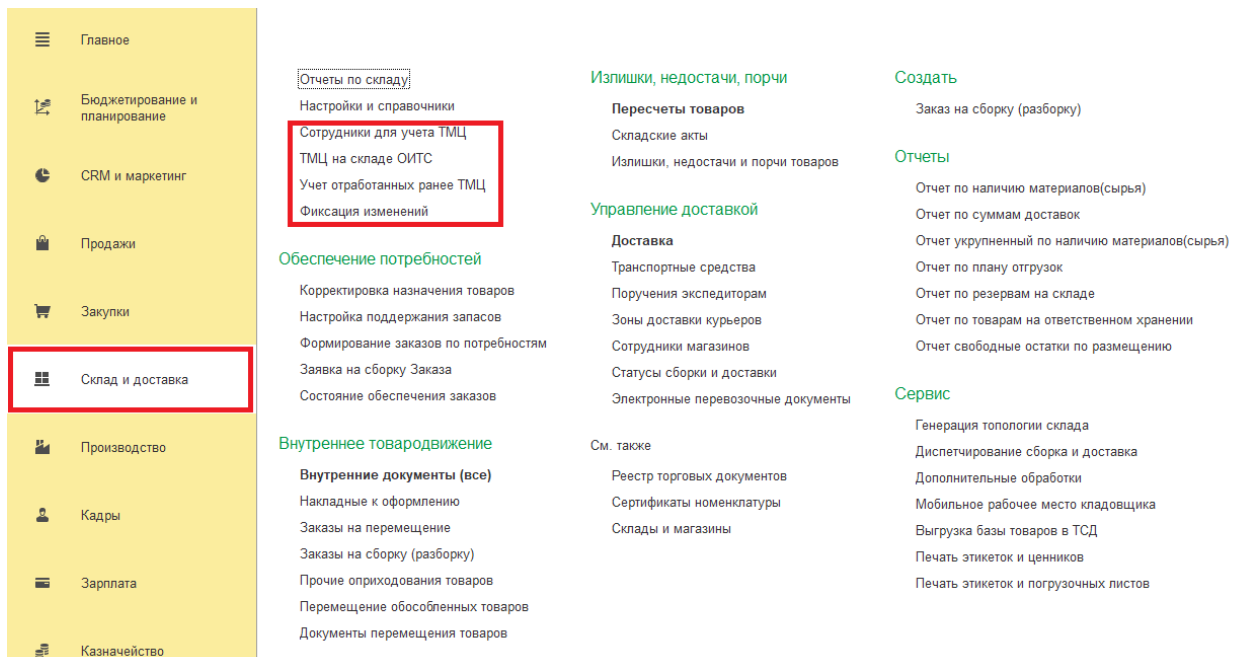 Главное
Бюджетирование и
планирование
CRM и маркетинг
Продажи
Закупки
Склад и доставка
Производство
Кадры
Зарплата
Казначейство
Отчеты по складу
Настройки и справочники
Сотрудники для учета ТМЦ
ТМЦ на складе ОИТС
Учет отработанных ранее ТМЦ
Фиксация изменений
Обеспечение потребностей
Корректировка назначения товаров
Настройка поддержания запасов
Формирование заказов по потребностям
Заявка на сборку Заказа
Состояние обеспечения заказов
Внутреннее товародвижение
Внутренние документы (все)
Накладные к оформлению
Заказы на перемещение
Заказы на сборку (разборку)
Прочие оприходования товаров
Перемещение обособленных товаров
Документы перемещения товаров
Излишки, недостачи, порчи
Пересчеты товаров
Складские акты
Излишки, недостачи и порчи товаров
Управление доставкой
Доставка
Транспортные средства
Поручения экспедиторам
Зоны доставки курьеров
Сотрудники магазинов
Статусы сборки и доставки
Электронные перевозочные документы
См. также
Реестр торговых документов
Сертификаты номенклатуры
Склады и магазины
Создать
Заказ на сборку (разборку)
Отчеты
Отчет по наличию материалов(сырья)
Отчет по суммам доставок
Отчет укрупненный по наличию материалов(сырья)
Отчет по плану отгрузок
Отчет по резервам на складе
Отчет по товарам на ответственном хранении
Отчет свободные остатки по размещению
Сервис
Генерация топологии склада
Диспетчирование сборка и доставка
Дополнительные обработки
Мобильное рабочее место кладовщика
Выгрузка базы товаров в ТСД
Печать этикеток и ценников
Печать этикеток и погрузочных листов